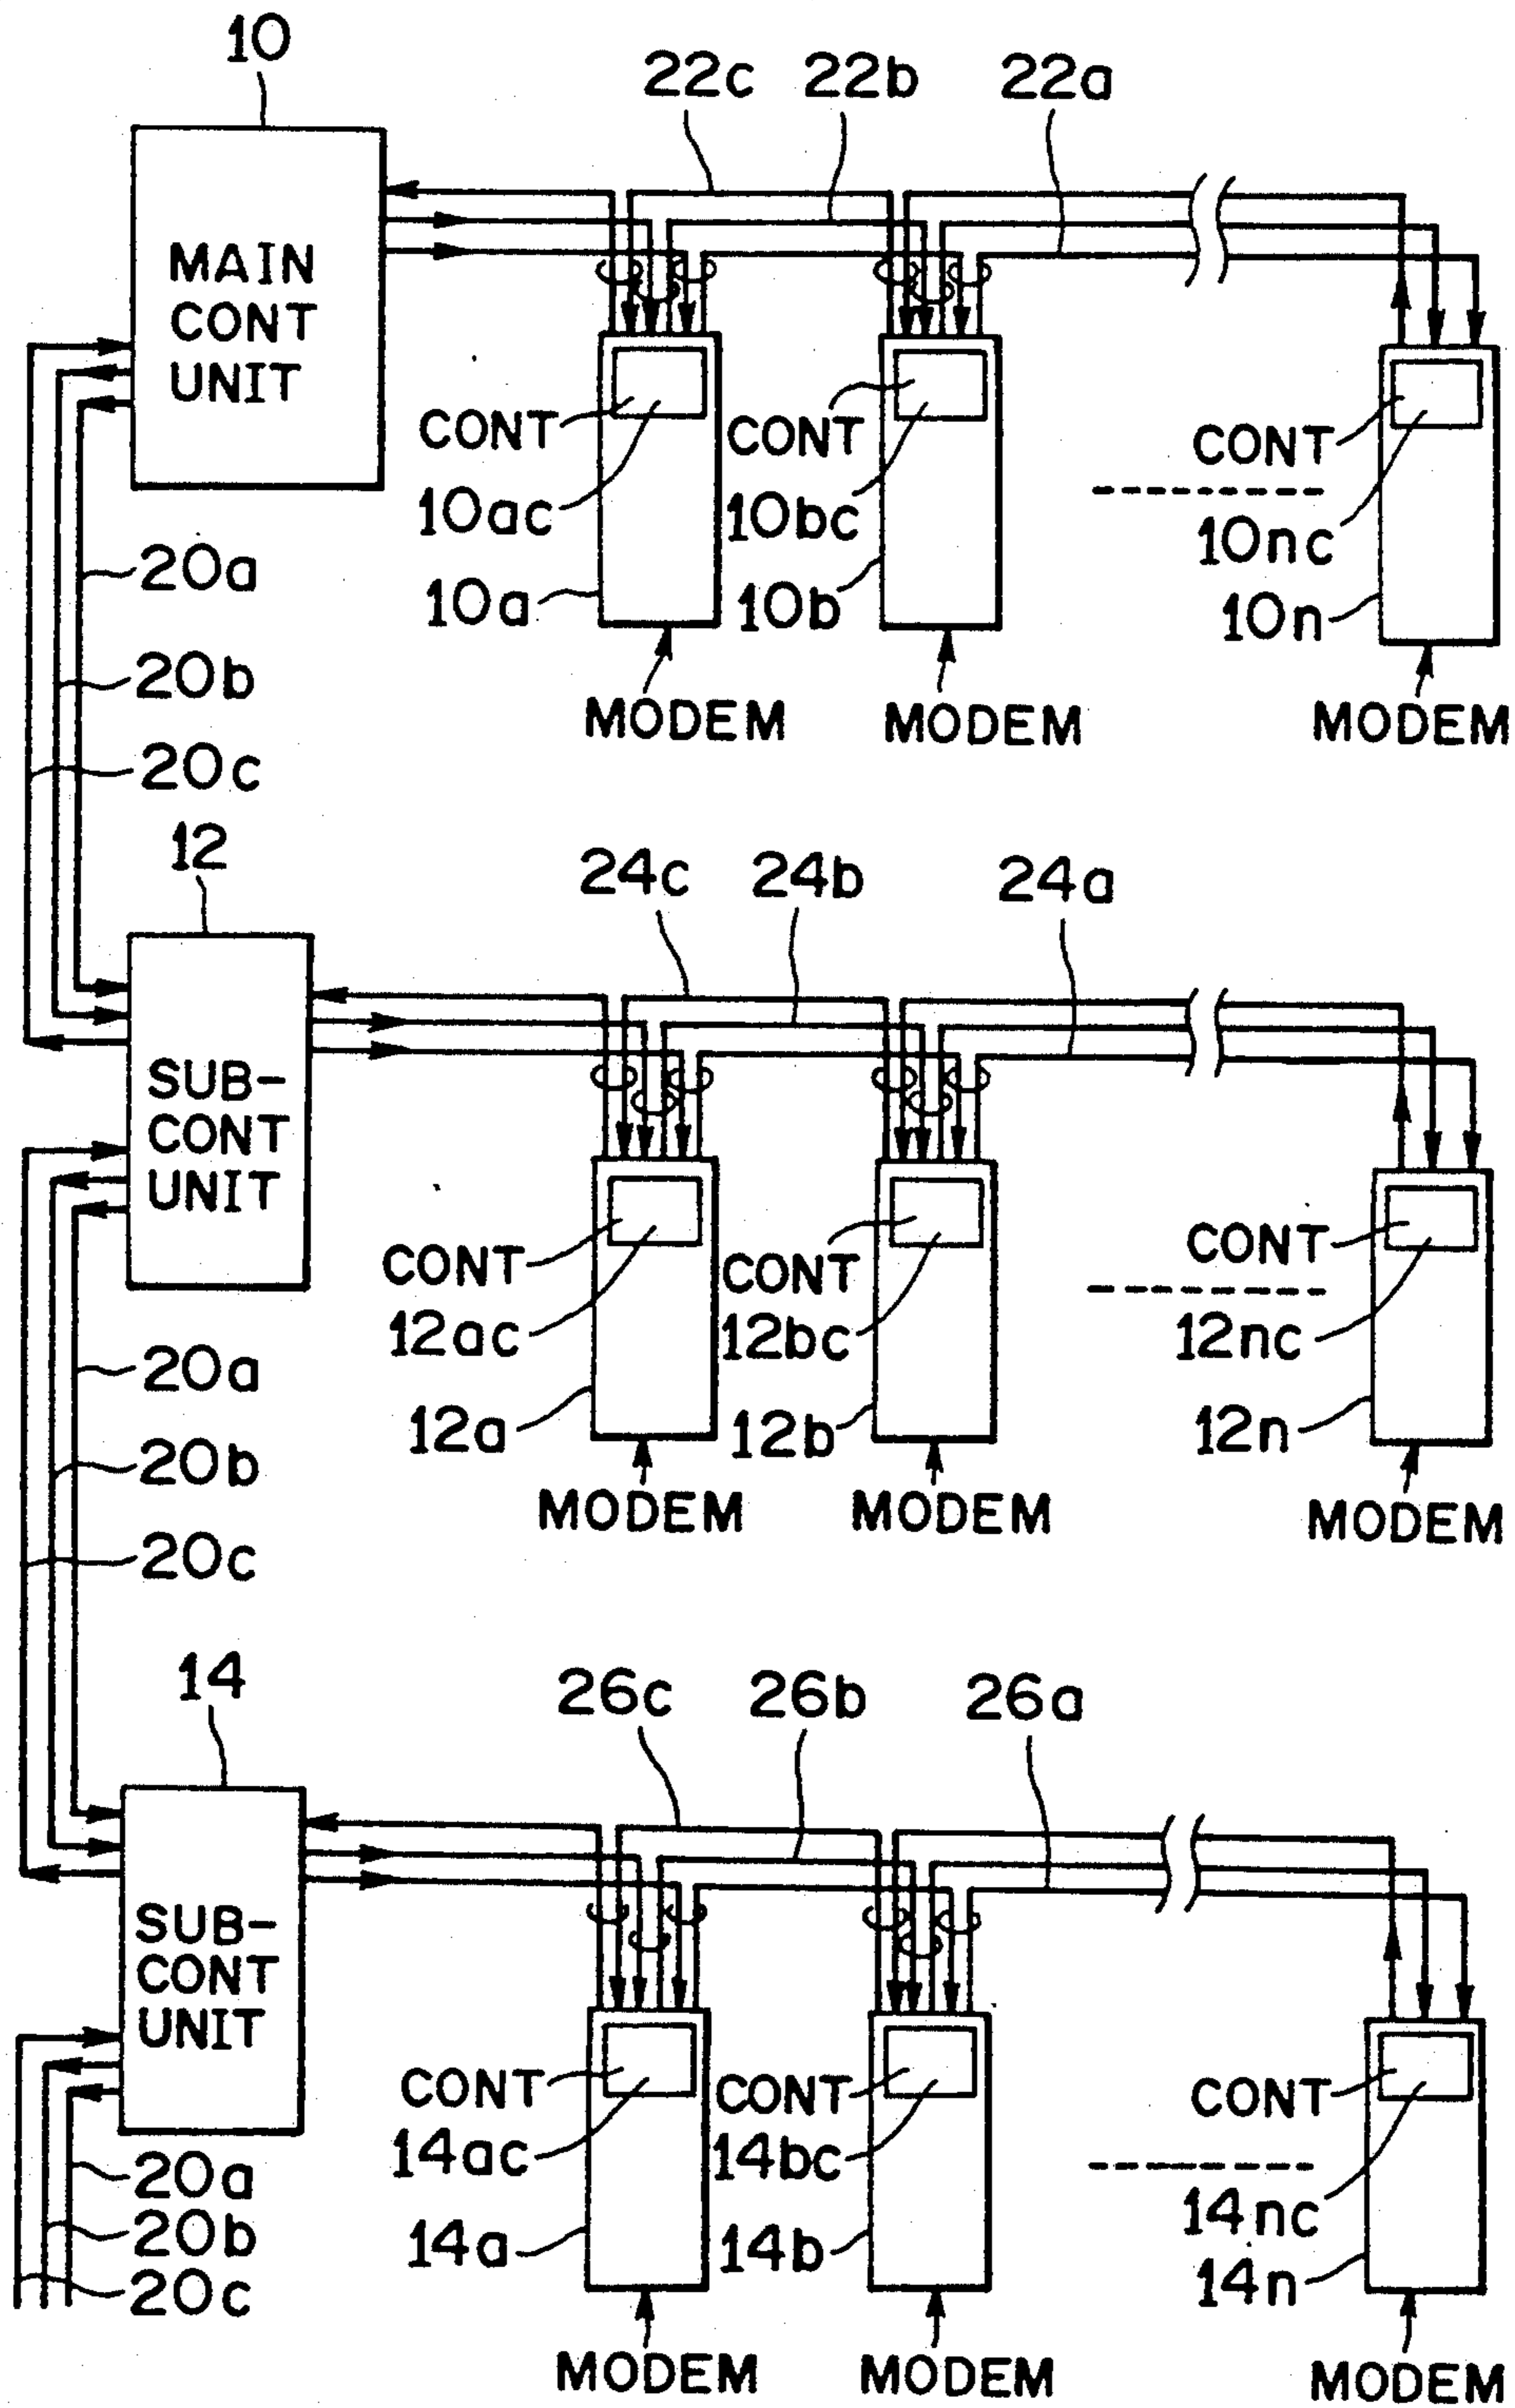 10
22c 22b 22a
MAIN
CONT
UNIT
CONT CONT CONT
10ac 10bc 10nc
20a
10a 10b 10n
20b
MODEM MODEM MODEM
20c
12
24c 24b 24a
SUB-
CONT
UNIT
CONT CONT CONT
12ac 12bc 12nc
20a
12a 12b 12n
20b
MODEM MODEM MODEM
20c
14
26c 26b 26a
SUB-
CONT
UNIT
CONT CONT CONT
14ac 14bc 14nc
20a
20b
14a 14b 14n
20c
MODEM MODEM MODEM